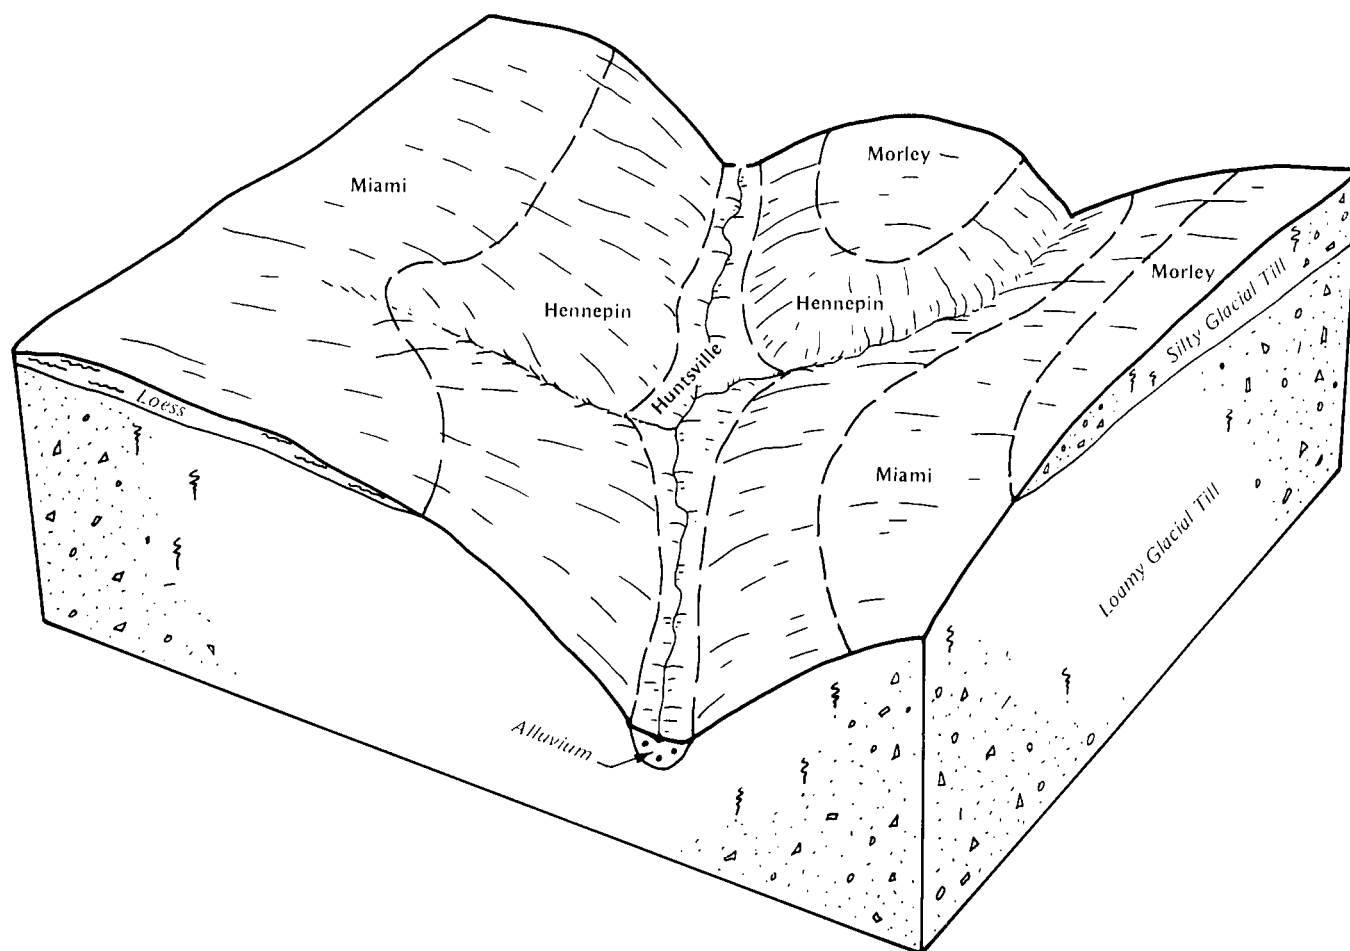 Morley
Miami
Morley
Hennepin
Hennepin
Silty Glacial Till
Huntsville
Loess
Miami
Loamy Glacial Till
Alluvium